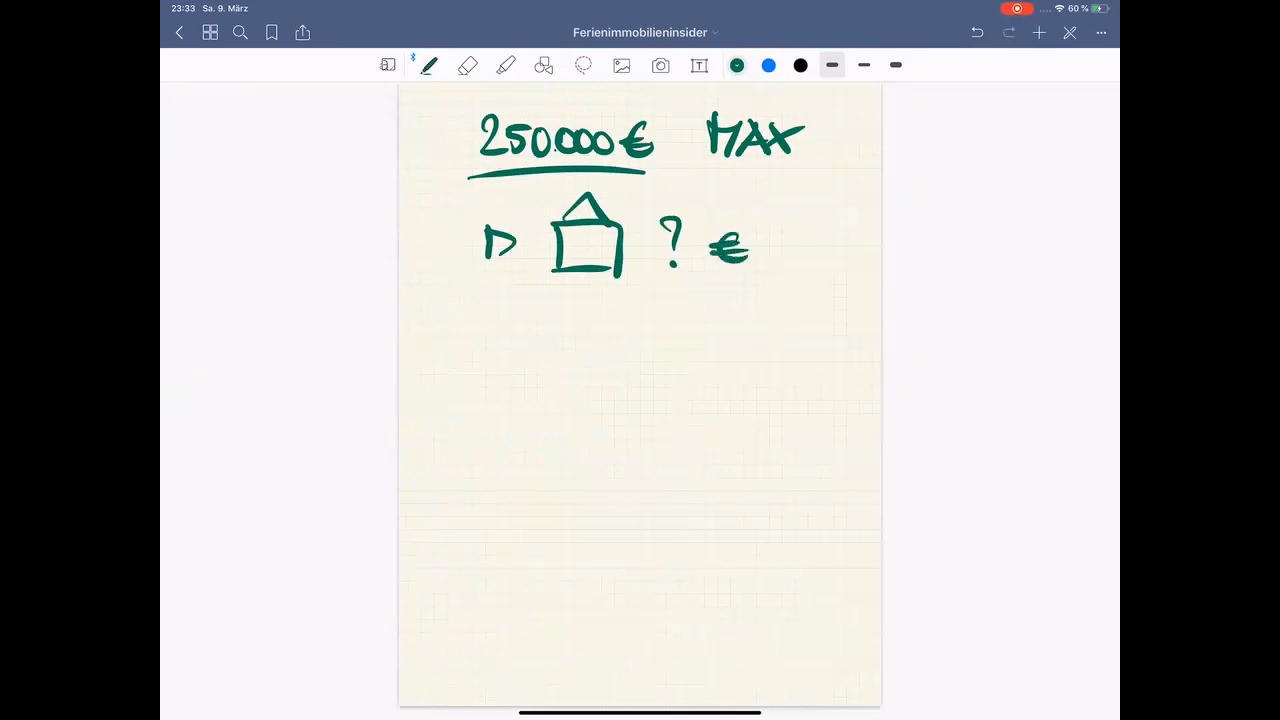 23:33 Sa. 9. März
60 %
Ferienimmobilieninsider
T
250.000 € MAX
D ? €